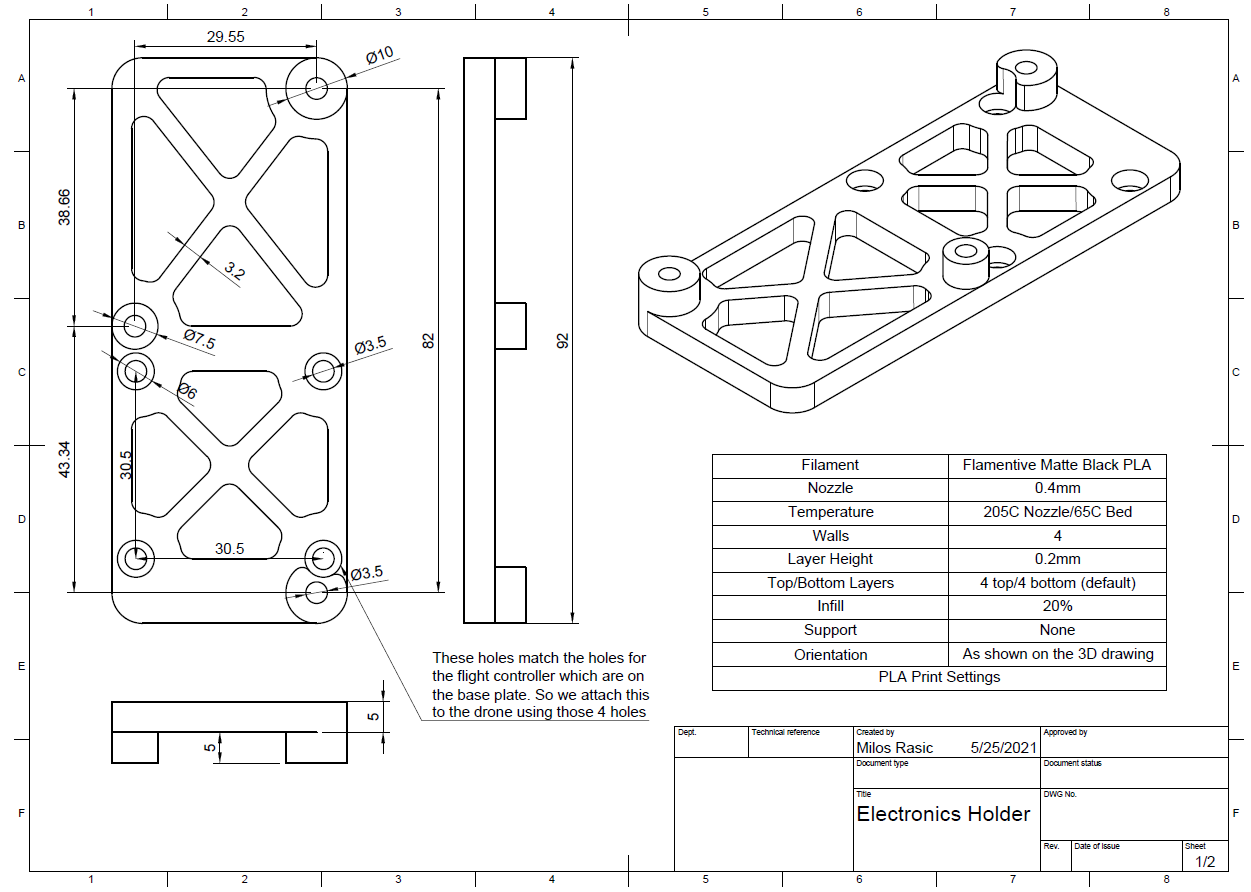 1 2 3 4 5 6 7 8
A A
B B
C C
D D
E E
F F
29.55
Ø10
38.66
3.2
Ø7.5
Ø3.5
82
92
Ø6
43.34
30.5
30.5
Ø3.5
These holes match the holes for
the flight controller which are on
the base plate. So we attach this
to the drone using those 4 holes
5
5
Filament Flamentive Matte Black PLA
Nozzle 0.4mm
Temperature 205C Nozzle/65C Bed
Walls 4
Layer Height 0.2mm
Top/Bottom Layers 4 top/4 bottom (default)
Infill 20%
Support None
Orientation As shown on the 3D drawing
PLA Print Settings
Dept. Technical reference Created by Approved by
Milos Rasic 5/25/2021
Document type Document status
Title DWG No.
Electronics Holder
Rev. Date of issue Sheet
1/2
1 2 3 4 5 6 7 8